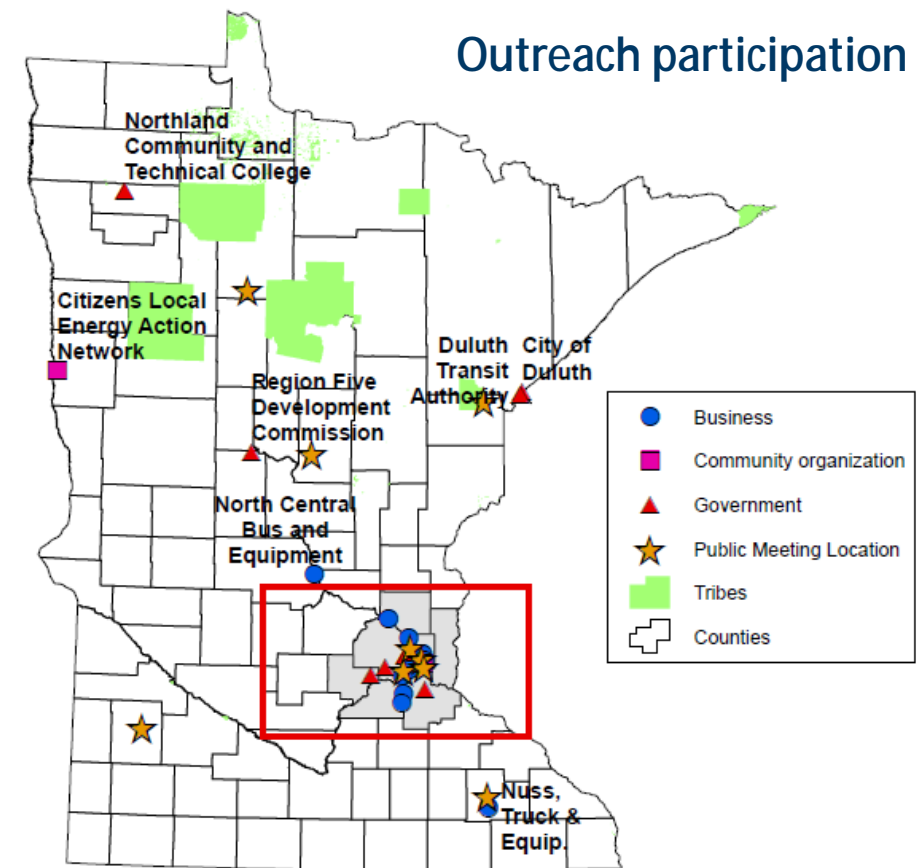 Outreach participation
Northland
Community and
Technical College
Citizens Local
Energy Action
Network
Duluth
Transit
Authority
City of
Duluth
Region Five
Development
Commission
North Central
Bus and
Equipment
Nuss,
Truck &
Equip.
Business
Community organization
Government
Public Meeting Location
Tribes
Counties